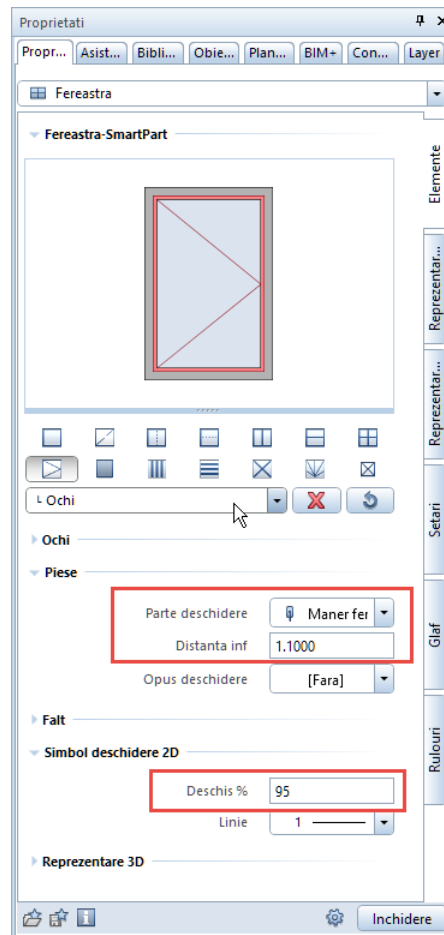 Proprietati
Propr... Asist... Bibli... Obie... Plan... BIM+ Con... Layer
Fereastra
Fereastra-SmartPart
Elemente
Reprezentar...
Reprezentar...
Setari
Glaf
Rulouri
└ Ochi
Ochi
Piese
Parte deschidere Maner fer
Distanta inf 1.1000
Opus deschidere [Fara]
Falt
Simbol deschidere 2D
Deschis % 95
Linie 1
Reprezentare 3D
Inchidere